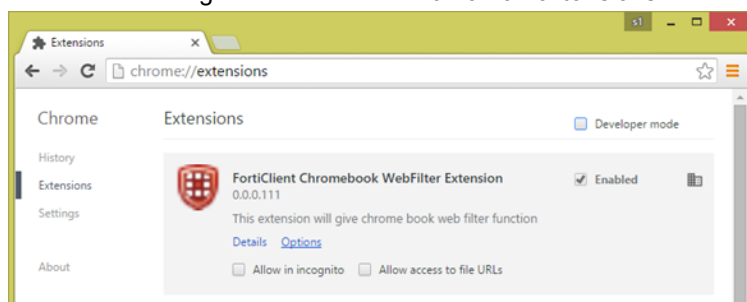 s1
Extensions
chrome://extensions
Chrome
Extensions
Developer mode
History
Extensions
Settings
About
FortiClient Chromebook WebFilter Extension
Enabled
0.0.0.111
This extension will give chrome book web filter function
Details Options
Allow in incognito Allow access to file URLs